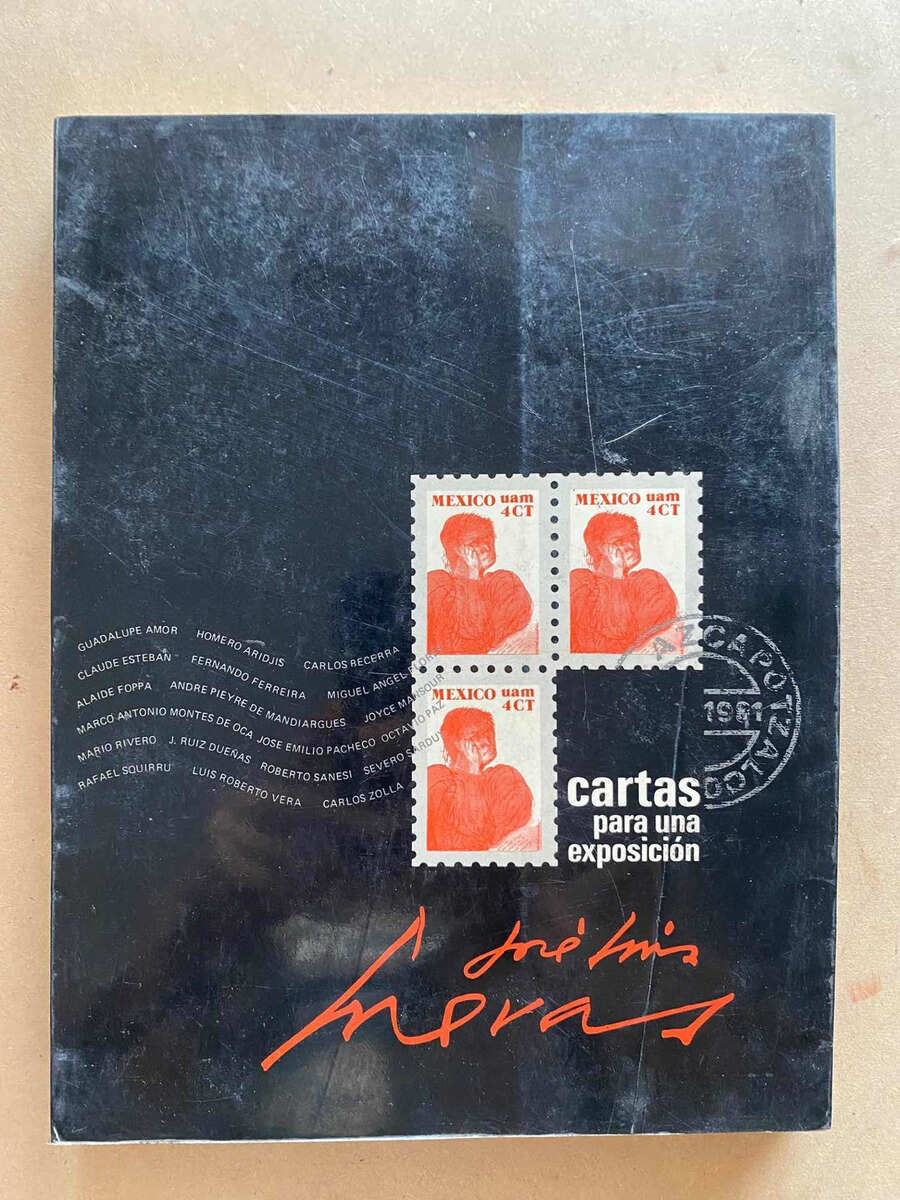 MEXICO uam
4CT
MEXICO uam
4CT
MEXICO uam
4CT
GUADALUPE AMOR HOMERO ARIDJIS CARLOS BECERRA
CLAUDE ESTEBAN FERNANDO FERREIRA MIGUEL ANGEL FLORES
ALAIDE FOPPA ANDRE PIEYRE DE MANDIARGUES JOYCE MANSOUR
MARCO ANTONIO MONTES DE OCA JOSE EMILIO PACHECO OCTAVIO PAZ
MARIO RIVERO J. RUIZ DUEÑAS ROBERTO SANESI SEVERO SARDUY
RAFAEL SQUIRRU LUIS ROBERTO VERA CARLOS ZOLLA
AZCAPOTZALCO
1981
cartas
para una
exposición
José Luis
Cuevas